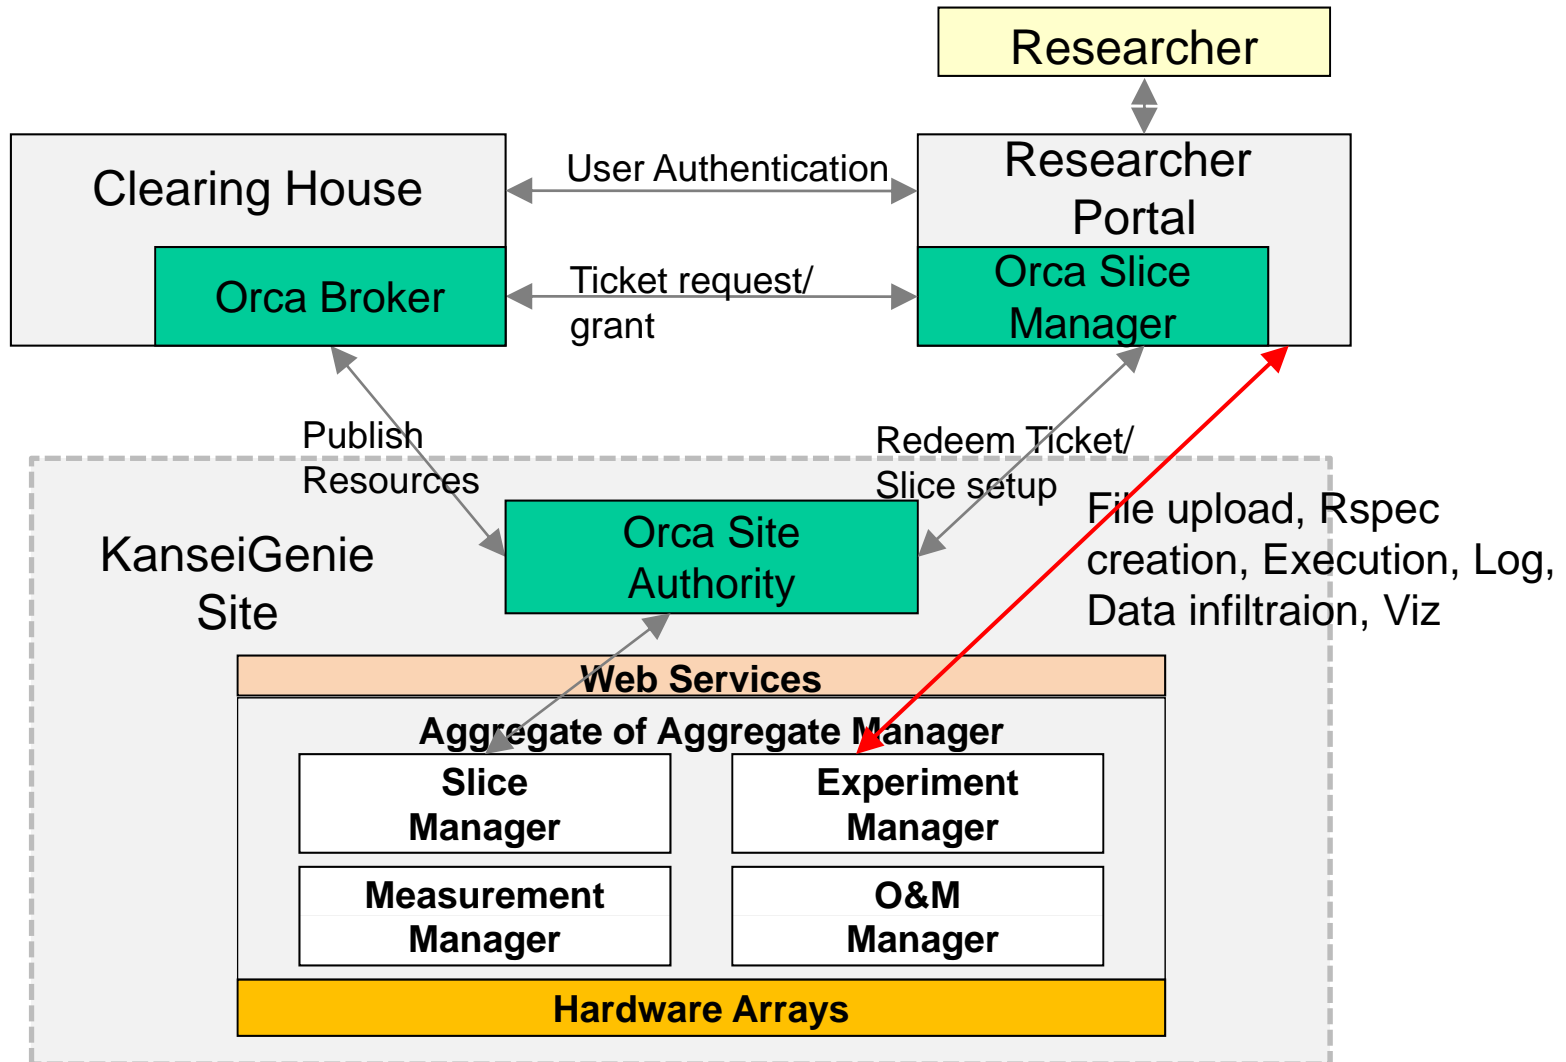 Researcher
Clearing House
User Authentication
Researcher
Portal
Orca Broker
Ticket request/
grant
Orca Slice
Manager
Publish
Resources
Redeem Ticket/
Slice setup
File upload, Rspec
creation, Execution, Log,
Data infiltraion, Viz
KanseiGenie
Site
Orca Site
Authority
Web Services
Aggregate of Aggregate Manager
Slice
Manager
Experiment
Manager
Measurement
Manager
O&M
Manager
Hardware Arrays